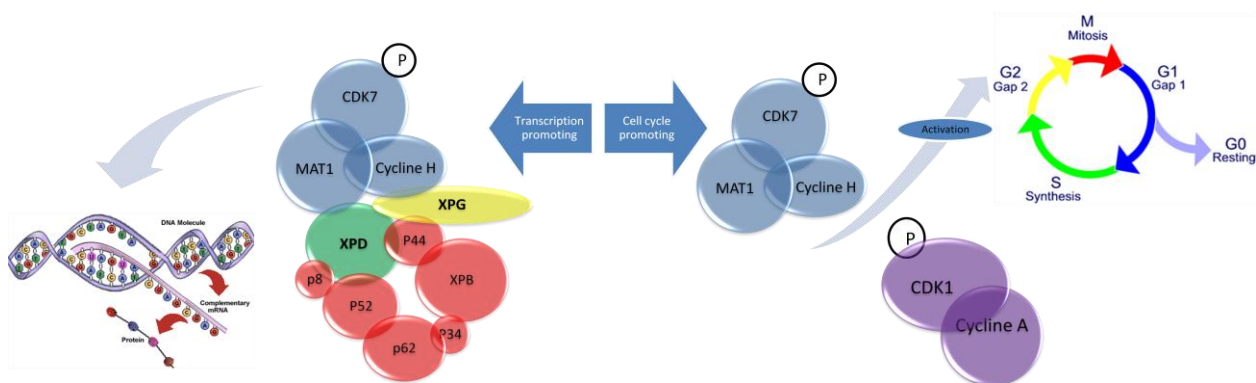 P
CDK7
MAT1
Cycline H
XPG
XPD
P44
p8
XPB
P52
P34
p62
Transcription
promoting
Cell cycle
promoting
P
CDK7
MAT1
Cycline H
Activation
M
Mitosis
G2
Gap 2
G1
Gap 1
G0
Resting
S
Synthesis
P
CDK1
Cycline A
DNA Molecule
Complementary
mRNA
Protein